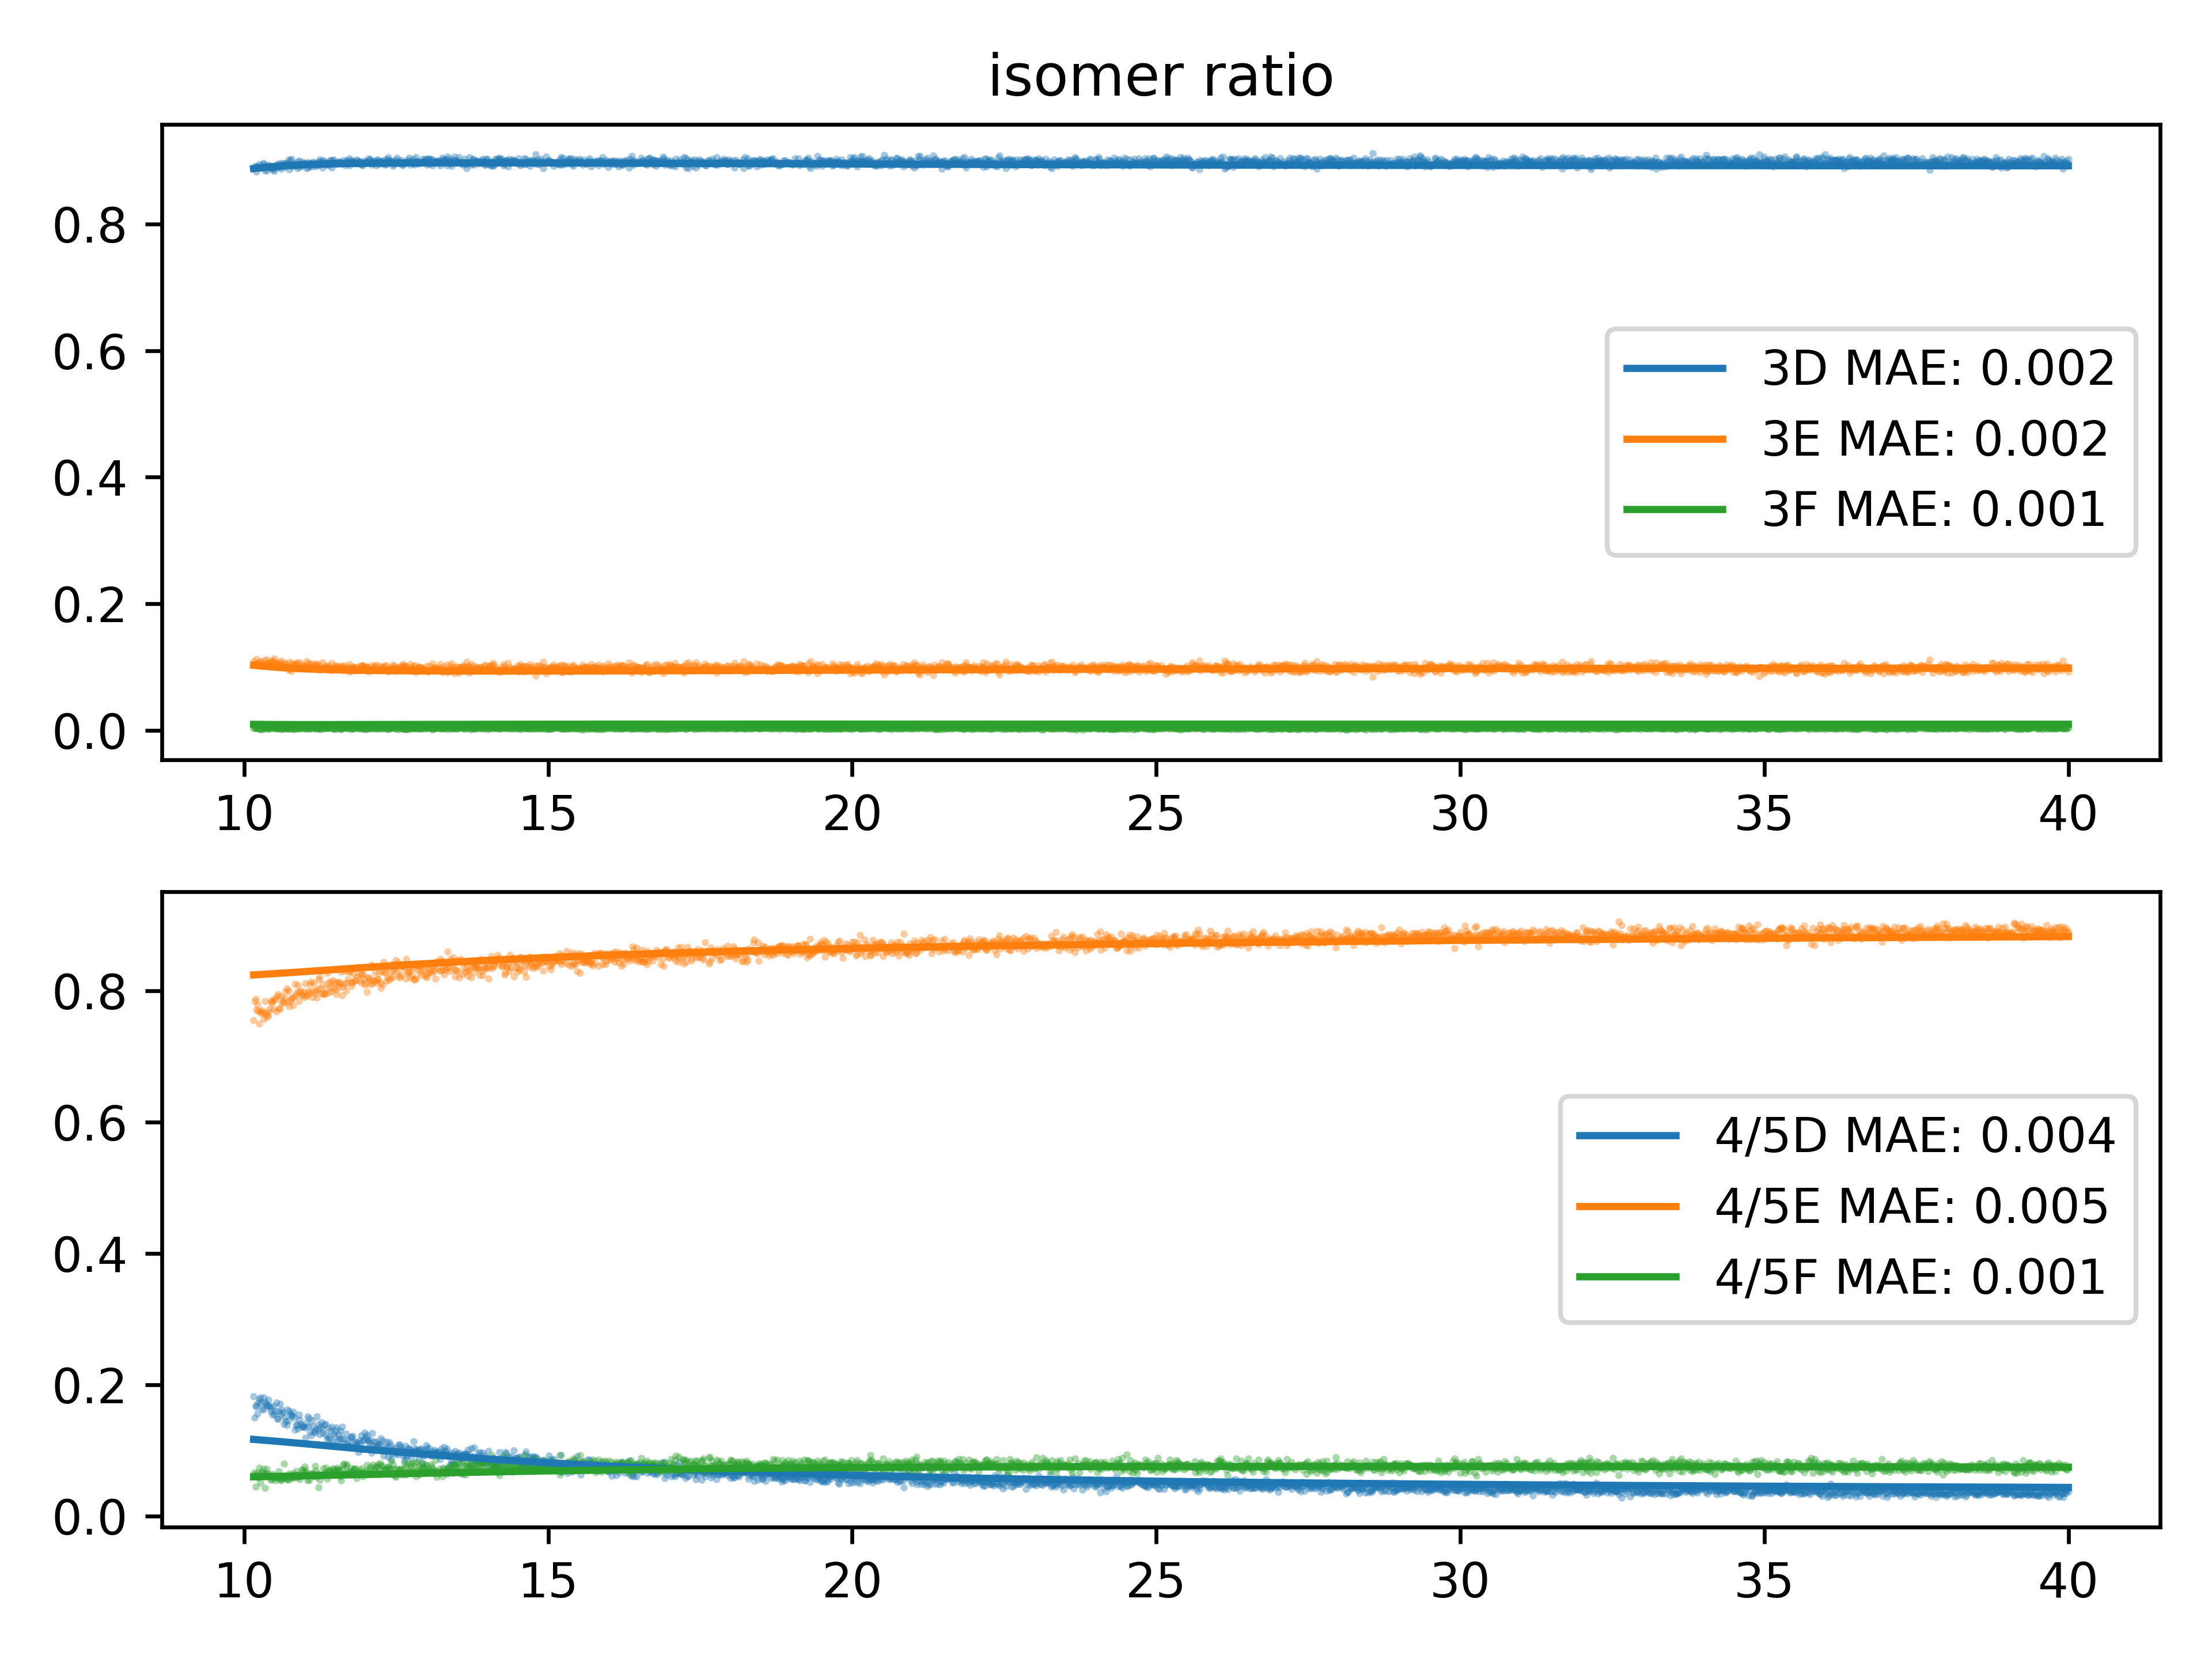 isomer ratio
0.8
0.6
0.4
0.2
0.0
3D MAE: 0.002
3E MAE: 0.002
3F MAE: 0.001
10 15 20 25 30 35 40
0.8
0.6
0.4
0.2
0.0
4/5D MAE: 0.004
4/5E MAE: 0.005
4/5F MAE: 0.001
10 15 20 25 30 35 40